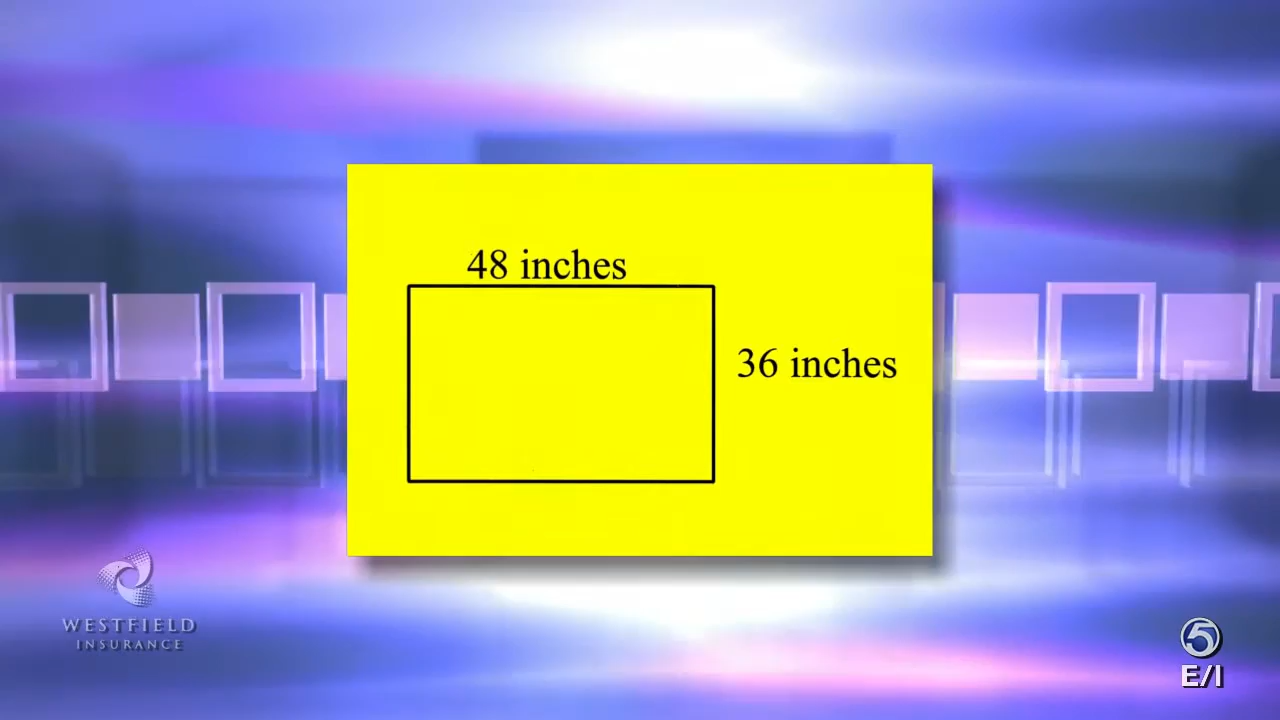 48 inches
36 inches
WESTFIELD
INSURANCE
5
E/I